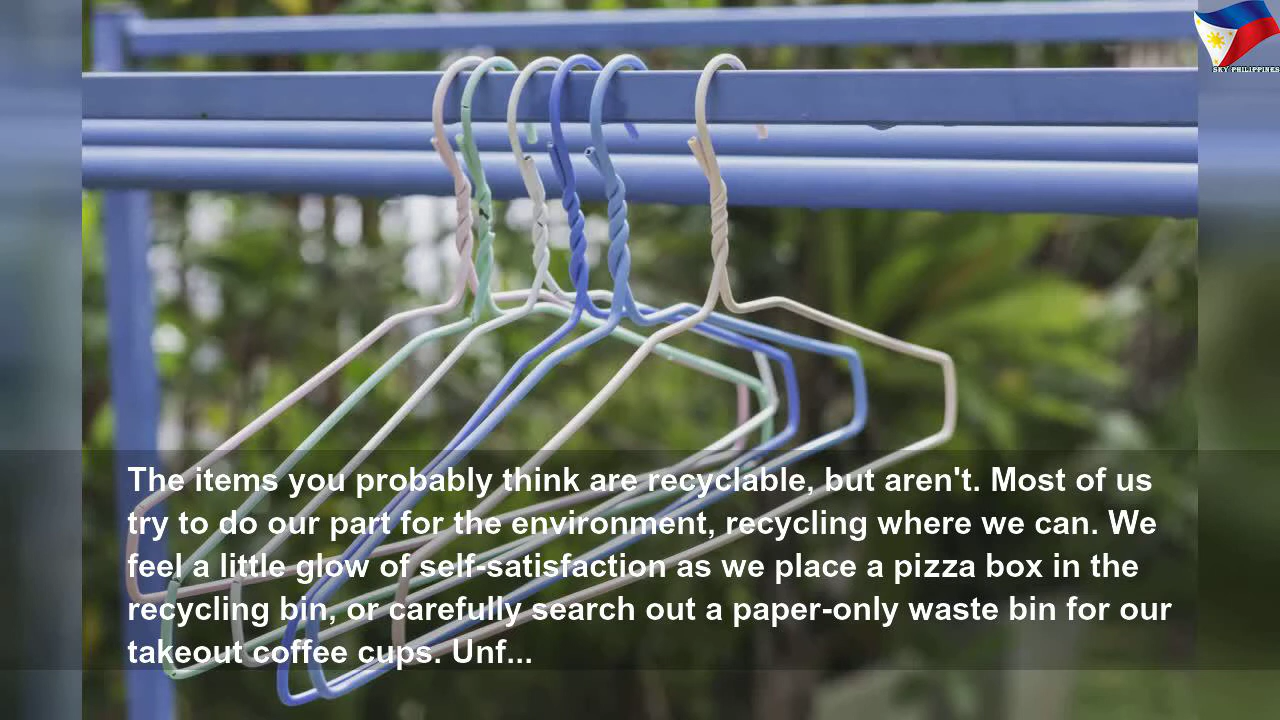 SKY PHILIPPINES
The items you probably think are recyclable, but aren't. Most of us
try to do our part for the environment, recycling where we can. We
feel a little glow of self-satisfaction as we place a pizza box in the
recycling bin, or carefully search out a paper-only waste bin for our
takeout coffee cups. Unf...